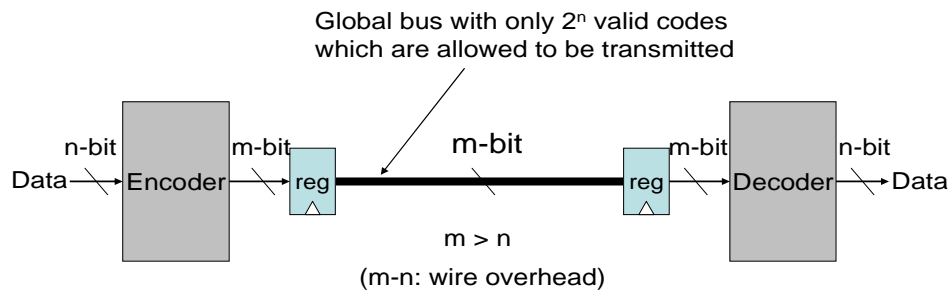 Global bus with only 2ⁿ valid codes
which are allowed to be transmitted
n-bit
m-bit
m-bit
m-bit
n-bit
Data
Encoder
reg
reg
Decoder
Data
m > n
(m-n: wire overhead)